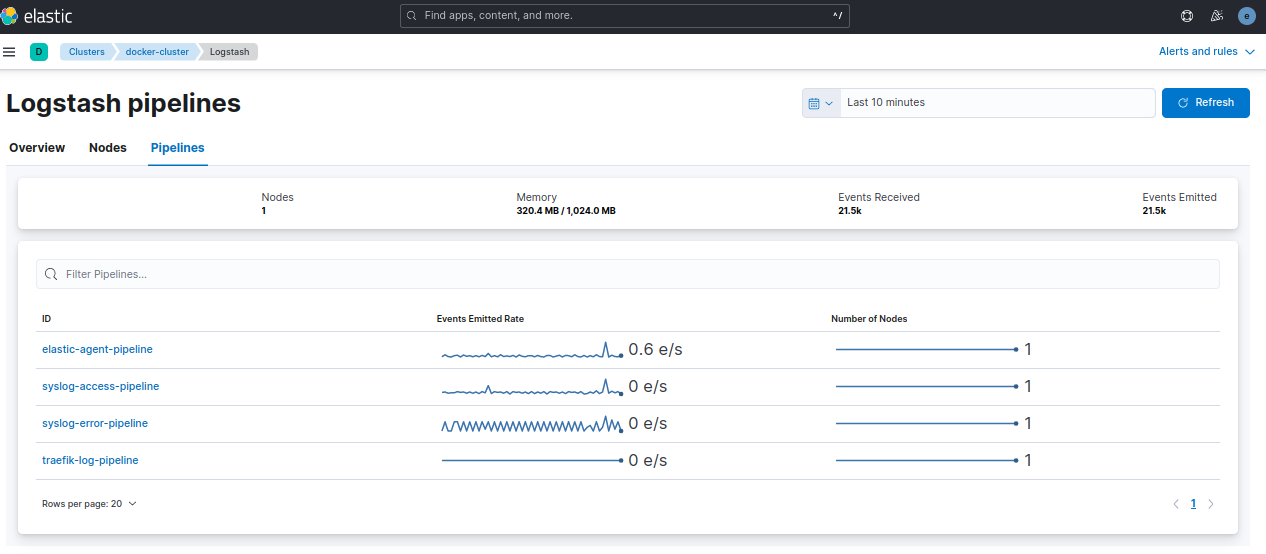 elastic
Find apps, content, and more.
^/
e
D
Clusters
docker-cluster
Logstash
Alerts and rules
Logstash pipelines
Last 10 minutes
Refresh
Overview
Nodes
Pipelines
Nodes
1
Memory
320.4 MB / 1,024.0 MB
Events Received
21.5k
Events Emitted
21.5k
Filter Pipelines...
ID
Events Emitted Rate
Number of Nodes
elastic-agent-pipeline
0.6 e/s
1
syslog-access-pipeline
0 e/s
1
syslog-error-pipeline
0 e/s
1
traefik-log-pipeline
0 e/s
1
Rows per page: 20
1